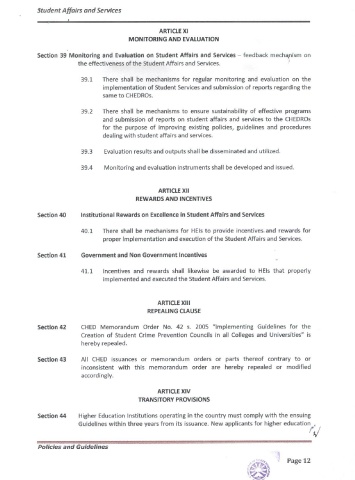 Student Affairs and Services
ARTICLE XI
MONITORING AND EVALUATION
Section 39 Monitoring and Evaluation on Student Affairs and Services – feedback mechanism on
the effectiveness of the Student Affairs and Services.
39.1 There shall be mechanisms for regular monitoring and evaluation on the
implementation of Student Services and submission of reports regarding the
same to CHEDROs.
39.2 There shall be mechanisms to ensure sustainability of effective programs
and submission of reports on student affairs and services to the CHEDROs
for the purpose of improving existing policies, guidelines and procedures
dealing with student affairs and services.
39.3 Evaluation results and outputs shall be disseminated and utilized.
39.4 Monitoring and evaluation instruments shall be developed and issued.
ARTICLE XII
REWARDS AND INCENTIVES
Section 40 Institutional Rewards on Excellence in Student Affairs and Services
40.1 There shall be mechanisms for HEIs to provide incentives and rewards for
proper implementation and execution of the Student Affairs and Services.
Section 41 Government and Non Government Incentives
41.1 Incentives and rewards shall likewise be awarded to HEIs that properly
implemented and executed the Student Affairs and Services.
ARTICLE XIII
REPEALING CLAUSE
Section 42 CHED Memorandum Order No. 42 s. 2005 "Implementing Guidelines for the
Creation of Student Crime Prevention Councils in all Colleges and Universities" is
hereby repealed.
Section 43 All CHED issuances or memorandum orders or parts thereof contrary to or
inconsistent with this memorandum order are hereby repealed or modified
accordingly.
ARTICLE XIV
TRANSITORY PROVISIONS
Section 44 Higher Education Institutions operating in the country must comply with the ensuing
Guidelines within three years from its issuance. New applicants for higher education
Policies and Guidelines
Page 12